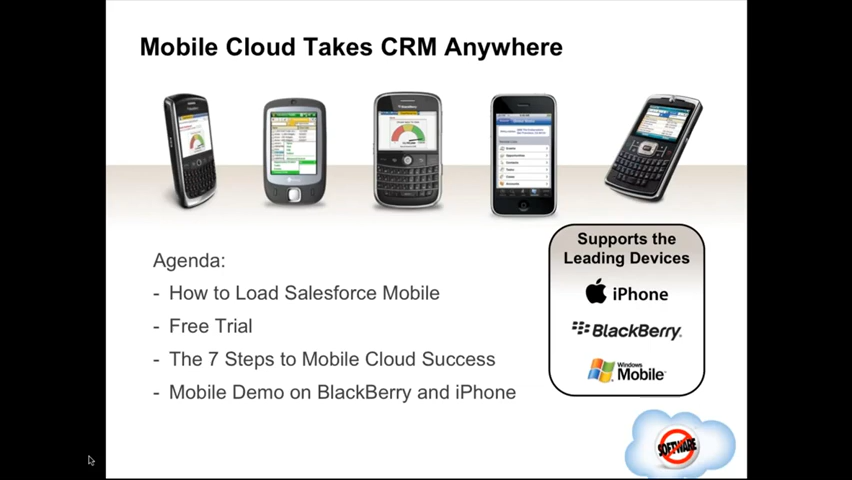 Mobile Cloud Takes CRM Anywhere
Agenda:
- How to Load Salesforce Mobile
- Free Trial
- The 7 Steps to Mobile Cloud Success
- Mobile Demo on BlackBerry and iPhone
Supports the
Leading Devices
iPhone
BlackBerry.
Windows
Mobile
SOFTWARE